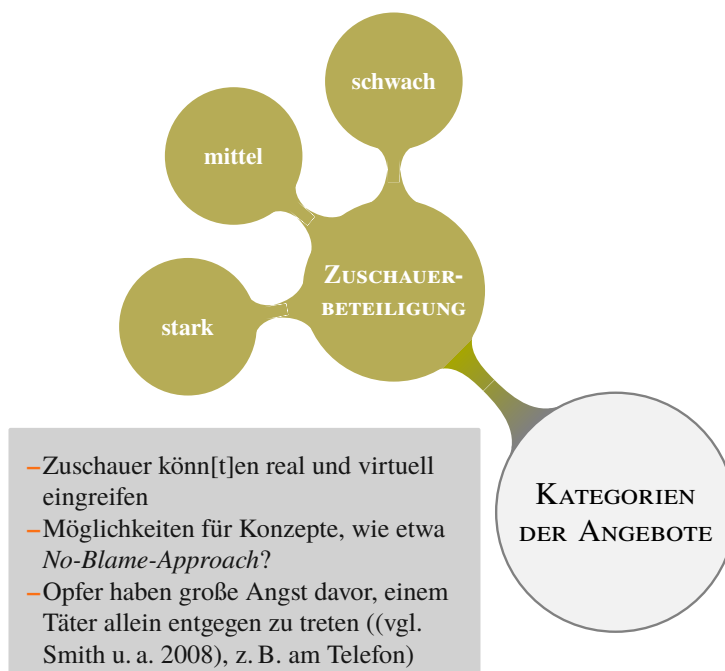 schwach
mittel
ZUSCHAUER-
BETEILIGUNG
stark
KATEGORIEN
DER ANGEBOTE
–Zuschauer könn[t]en real und virtuell
eingreifen
–Möglichkeiten für Konzepte, wie etwa
No-Blame-Approach?
–Opfer haben große Angst davor, einem
Täter allein entgegen zu treten ((vgl.
Smith u. a. 2008), z. B. am Telefon)